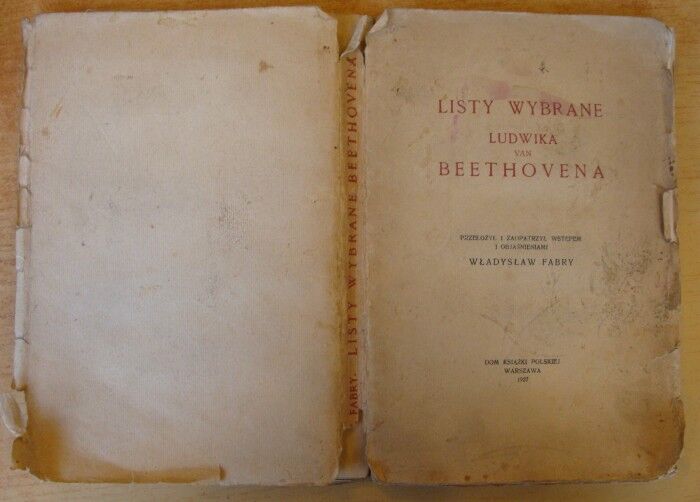 FABRY. LISTY WYBRANE BEETHOVENA
LISTY WYBRANE
LUDWIKA
VAN
BEETHOVENA
PRZEŁOŻYŁ I ZAOPATRZYŁ WSTĘPEM
I OBJAŚNIENIAMI
WŁADYSŁAW FABRY
DOM KSIĄŻKI POLSKIEJ
WARSZAWA
1927